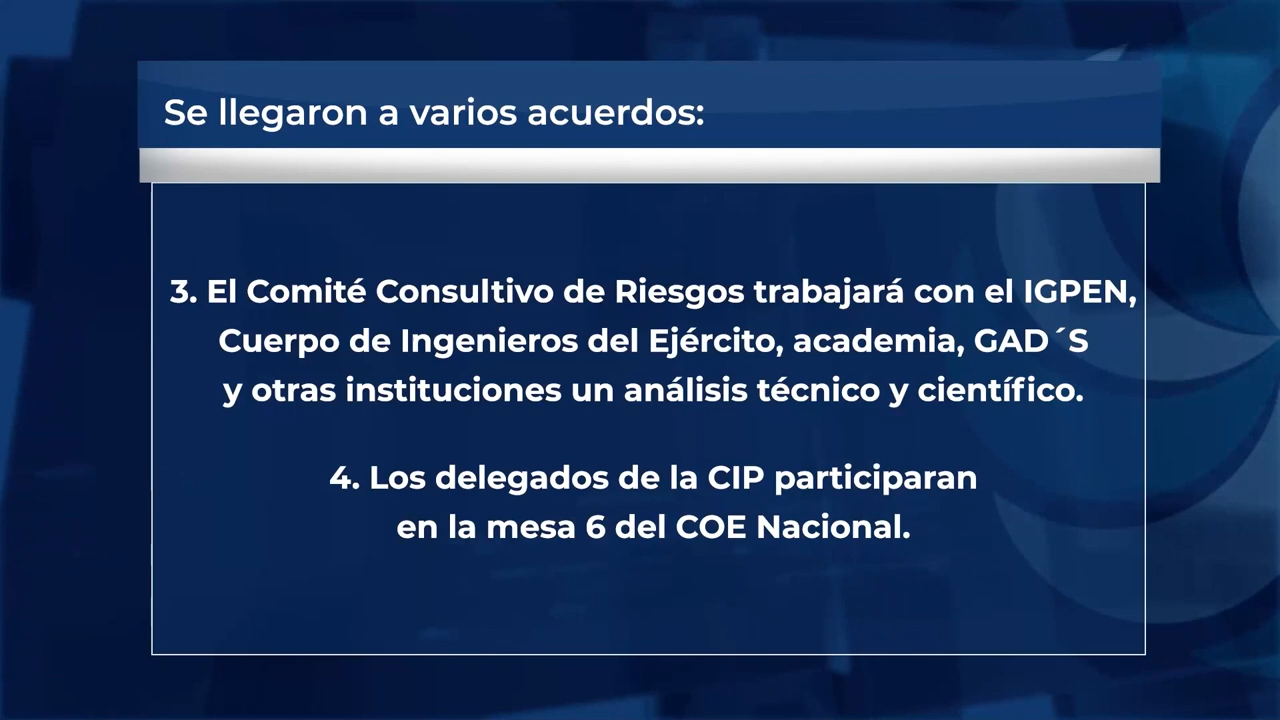 Se llegaron a varios acuerdos:
3. El Comité Consultivo de Riesgos trabajará con el IGPEN,
Cuerpo de Ingenieros del Ejército, academia, GAD´S
y otras instituciones un análisis técnico y científico.
4. Los delegados de la CIP participaran
en la mesa 6 del COE Nacional.